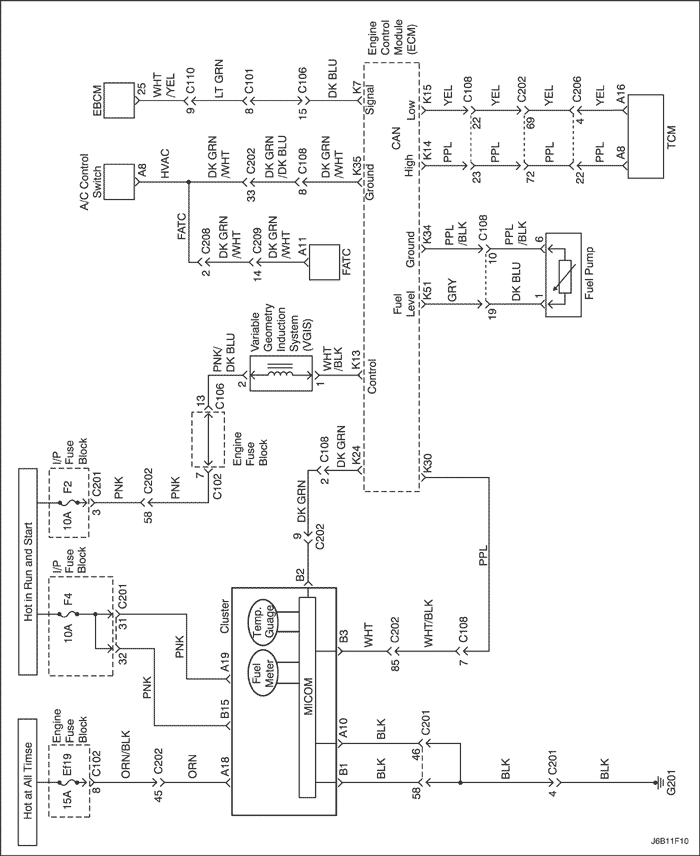 Hot at All Timse
Hot in Run and Start
Engine
Fuse
Block
Ef19
15A
8
C102
ORN/BLK
45
C202
ORN
A18
I/P
Fuse
Block
F4
10A
32
31
C201
PNK
PNK
B15
A19
I/P
Fuse
Block
F2
10A
3
C201
PNK
58
C202
PNK
7
C102
Engine
Fuse
Block
13
C106
PNK/
DK BLU
2
Variable
Geometry
Induction
System
(VGIS)
1
WHT
/BLK
K13
Control
Cluster
Fuel
Meter
Temp.
Guage
MICOM
B2
9
C202
DK GRN
2
C108
DK GRN
K24
B1
A10
B3
BLK
BLK
58
46
C201
BLK
4
C201
BLK
G201
WHT
85
C202
WHT/BLK
7
C108
PPL
K30
A/C Control
Switch
A8
HVAC
DK GRN
/WHT
33
C202
DK GRN
/DK BLU
8
C108
DK GRN
/WHT
K35
Ground
FATC
2
C208
DK GRN
/WHT
14
C209
DK GRN
/WHT
A11
FATC
EBCM
25
WHT
/YEL
9
C110
LT GRN
8
C101
15
C106
DK BLU
K7
Signal
Engine
Control
Module
(ECM)
Fuel
Level
Ground
K51
K34
GRY
PPL
/BLK
19
10
C108
DK BLU
PPL
/BLK
1
6
Fuel Pump
CAN
High
Low
K14
K15
PPL
YEL
23
22
C108
PPL
YEL
72
69
C202
PPL
YEL
22
4
C206
PPL
YEL
A8
A16
TCM
J6B11F10